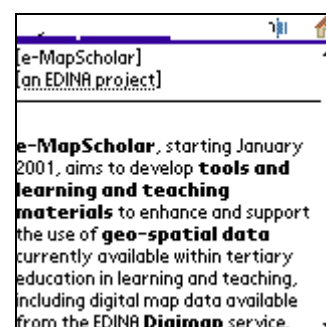 [e-MapScholar]
[an EDINA project]
e-MapScholar, starting January
2001, aims to develop tools and
learning and teaching
materials to enhance and support
the use of geo-spatial data
currently available within tertiary
education in learning and teaching,
including digital map data available
from the EDINA Digimap service.